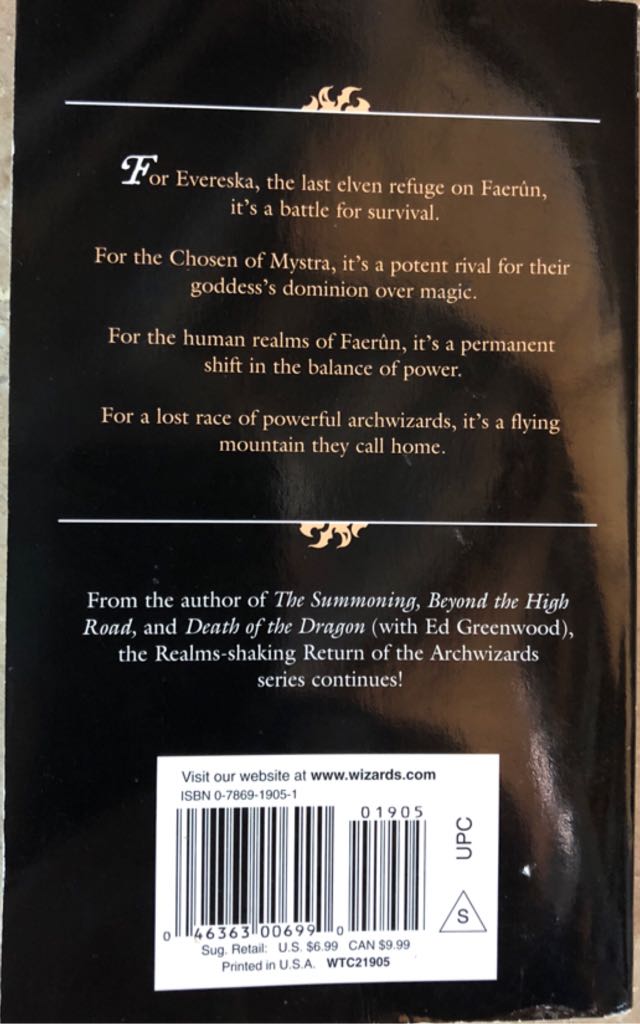 For Evereska, the last elven refuge on Faerûn,
it's a battle for survival.
For the Chosen of Mystra, it's a potent rival for their
goddess's dominion over magic.
For the human realms of Faerûn, it's a permanent
shift in the balance of power.
For a lost race of powerful archwizards, it's a flying
mountain they call home.
From the author of The Summoning, Beyond the High
Road, and Death of the Dragon (with Ed Greenwood),
the Realms-shaking Return of the Archwizards
series continues!
Visit our website at www.wizards.com
ISBN 0-7869-1905-1
01905
UPC
S
0 46363 00699 0
Sug. Retail: U.S. $6.99 CAN $9.99
Printed in U.S.A. WTC21905